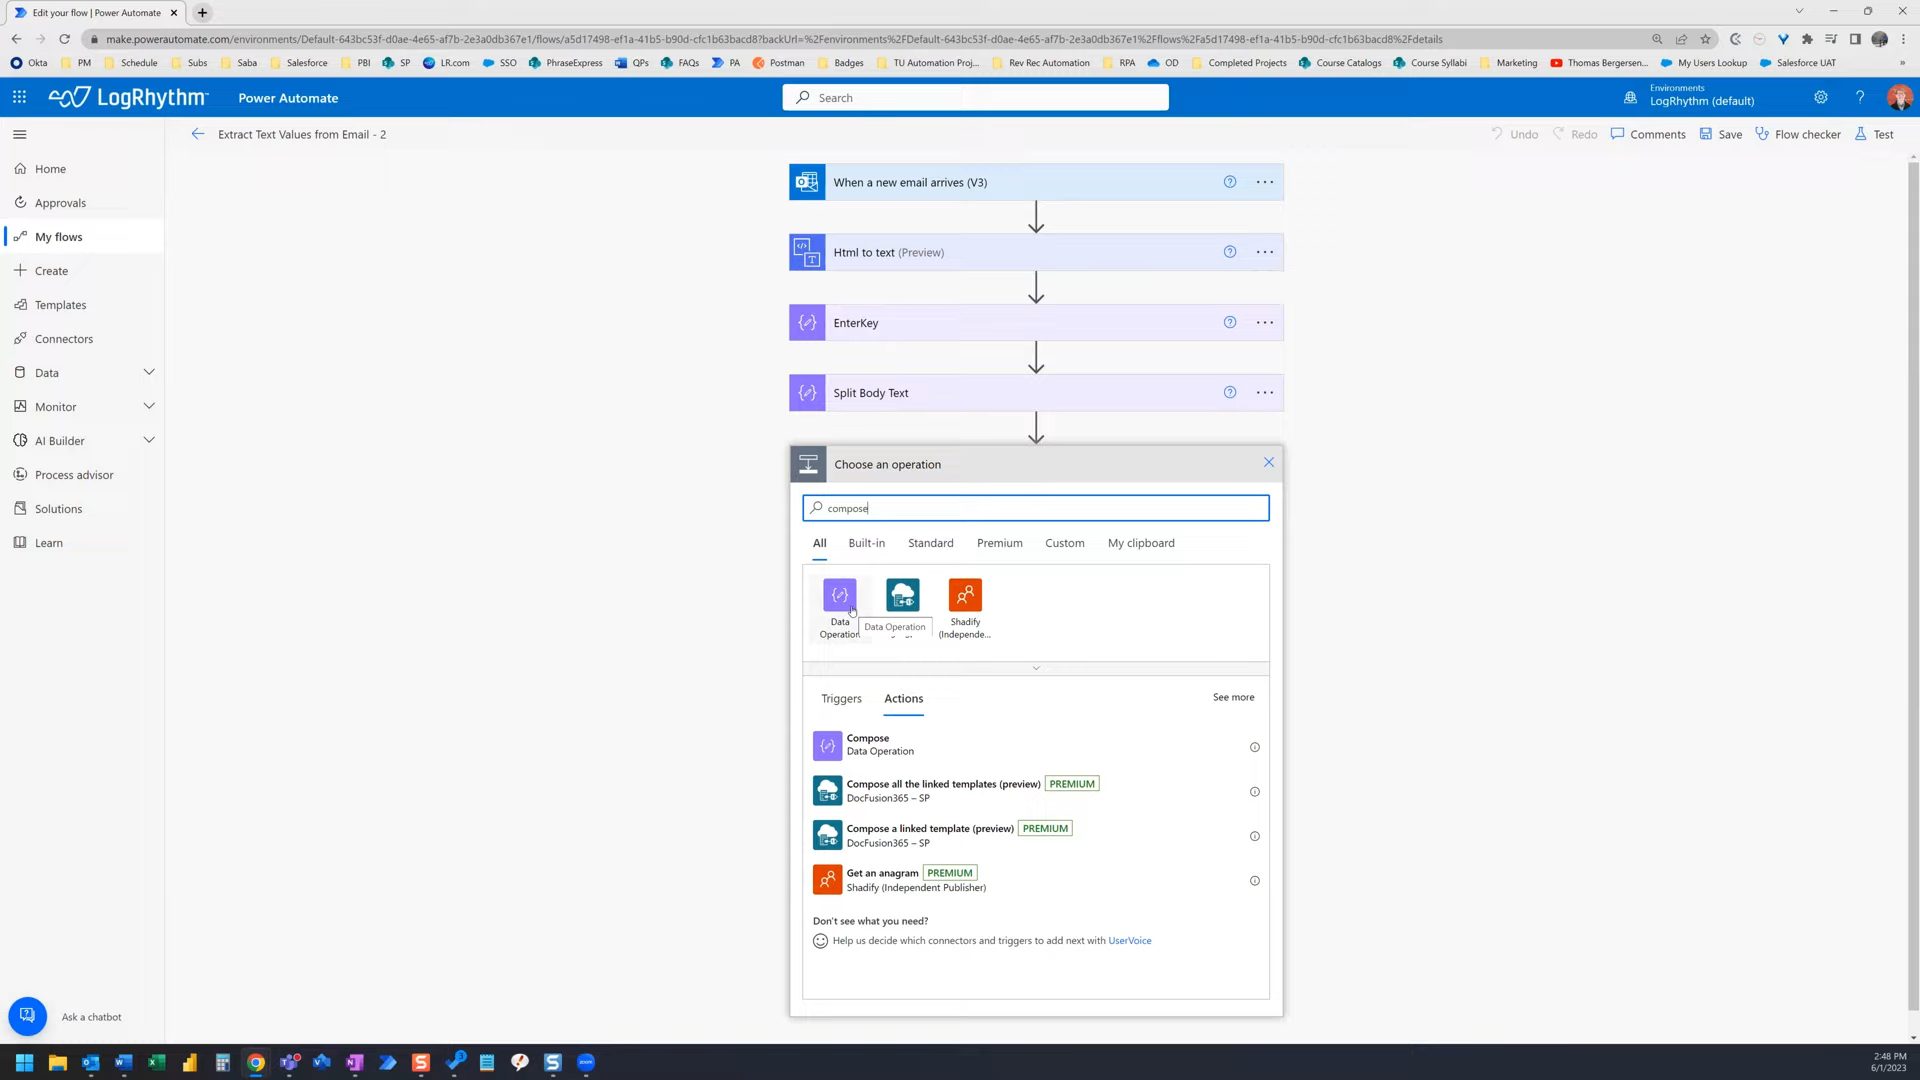 Edit your flow | Power Automate
make.powerautomate.com/environments/Default-643bc53f-d0ae-4e65-af7b-2e3a0db367e1/flows/a5d17498-ef1a-41b5-b90d-cfc1b63bacd8?backUrl=%2Fenvironments%2FDefault-643bc53f-d0ae-4e65-af7b-2e3a0db367e1%2Fflows%2Fa5d17498-ef1a-41b5-b90d-cfc1b63bacd8%2Fdetails
Okta PM Schedule Subs Saba Salesforce PBI SP LR.com SSO PhraseExpress QPs FAQs PA Postman Badges TU Automation Proj... Rev Rec Automation RPA OD Completed Projects Course Catalogs Course Syllabi Marketing Thomas Bergersen... My Users Lookup Salesforce UAT »
LogRhythm Power Automate Search Environments
LogRhythm (default)
Extract Text Values from Email - 2 Undo Redo Comments Save Flow checker Test
Home
Approvals
My flows
Create
Templates
Connectors
Data
Monitor
AI Builder
Process advisor
Solutions
Learn
Ask a chatbot
When a new email arrives (V3)
Html to text (Preview)
EnterKey
Split Body Text
Choose an operation
compose
All Built-in Standard Premium Custom My clipboard
Data Operation
Data Operation
Shadify (Independe...
Triggers Actions See more
Compose
Data Operation
Compose all the linked templates (preview) PREMIUM
DocFusion365 – SP
Compose a linked template (preview) PREMIUM
DocFusion365 – SP
Get an anagram PREMIUM
Shadify (Independent Publisher)
Don't see what you need?
Help us decide which connectors and triggers to add next with UserVoice
2:48 PM
6/1/2023